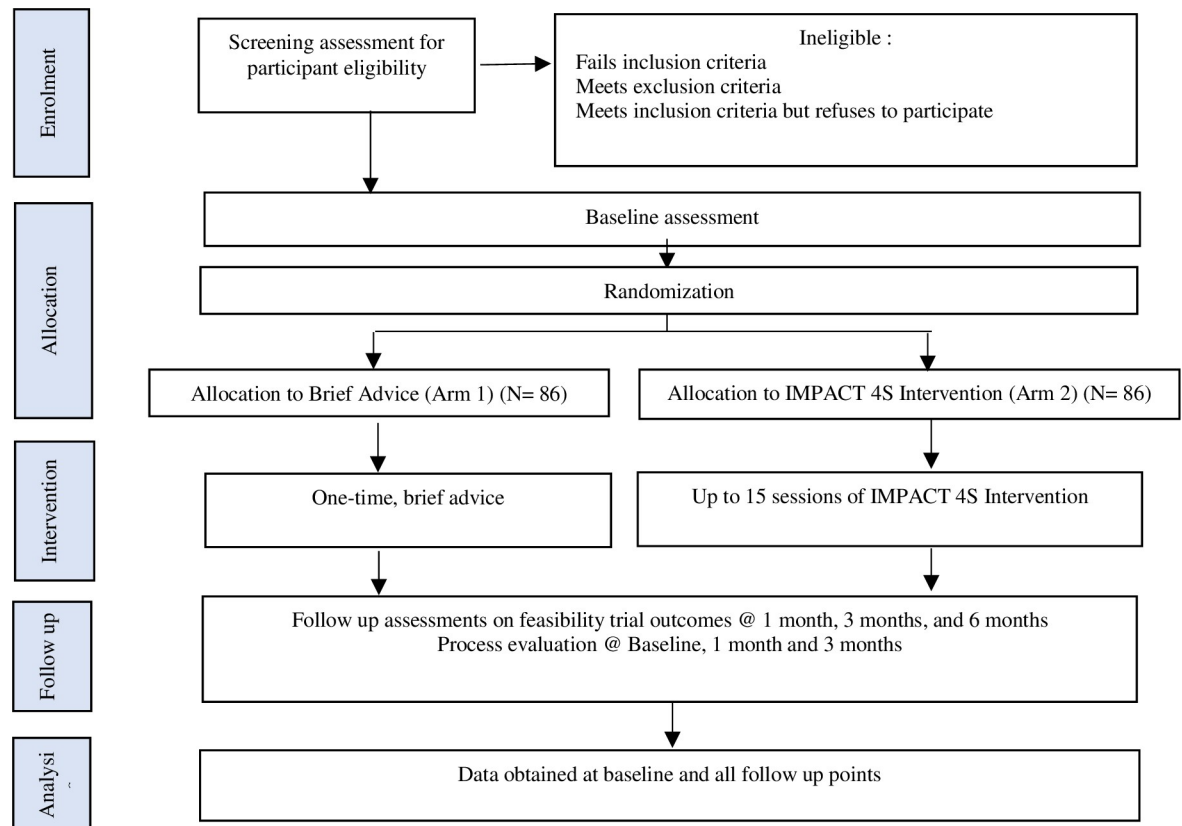 Enrolment
Screening assessment for
participant eligibility
Ineligible :
Fails inclusion criteria
Meets exclusion criteria
Meets inclusion criteria but refuses to participate
Allocation
Baseline assessment
Randomization
Allocation to Brief Advice (Arm 1) (N= 86)
Allocation to IMPACT 4S Intervention (Arm 2) (N= 86)
Intervention
One-time, brief advice
Up to 15 sessions of IMPACT 4S Intervention
Follow up
Follow up assessments on feasibility trial outcomes @ 1 month, 3 months, and 6 months
Process evaluation @ Baseline, 1 month and 3 months
Analysi
Data obtained at baseline and all follow up points